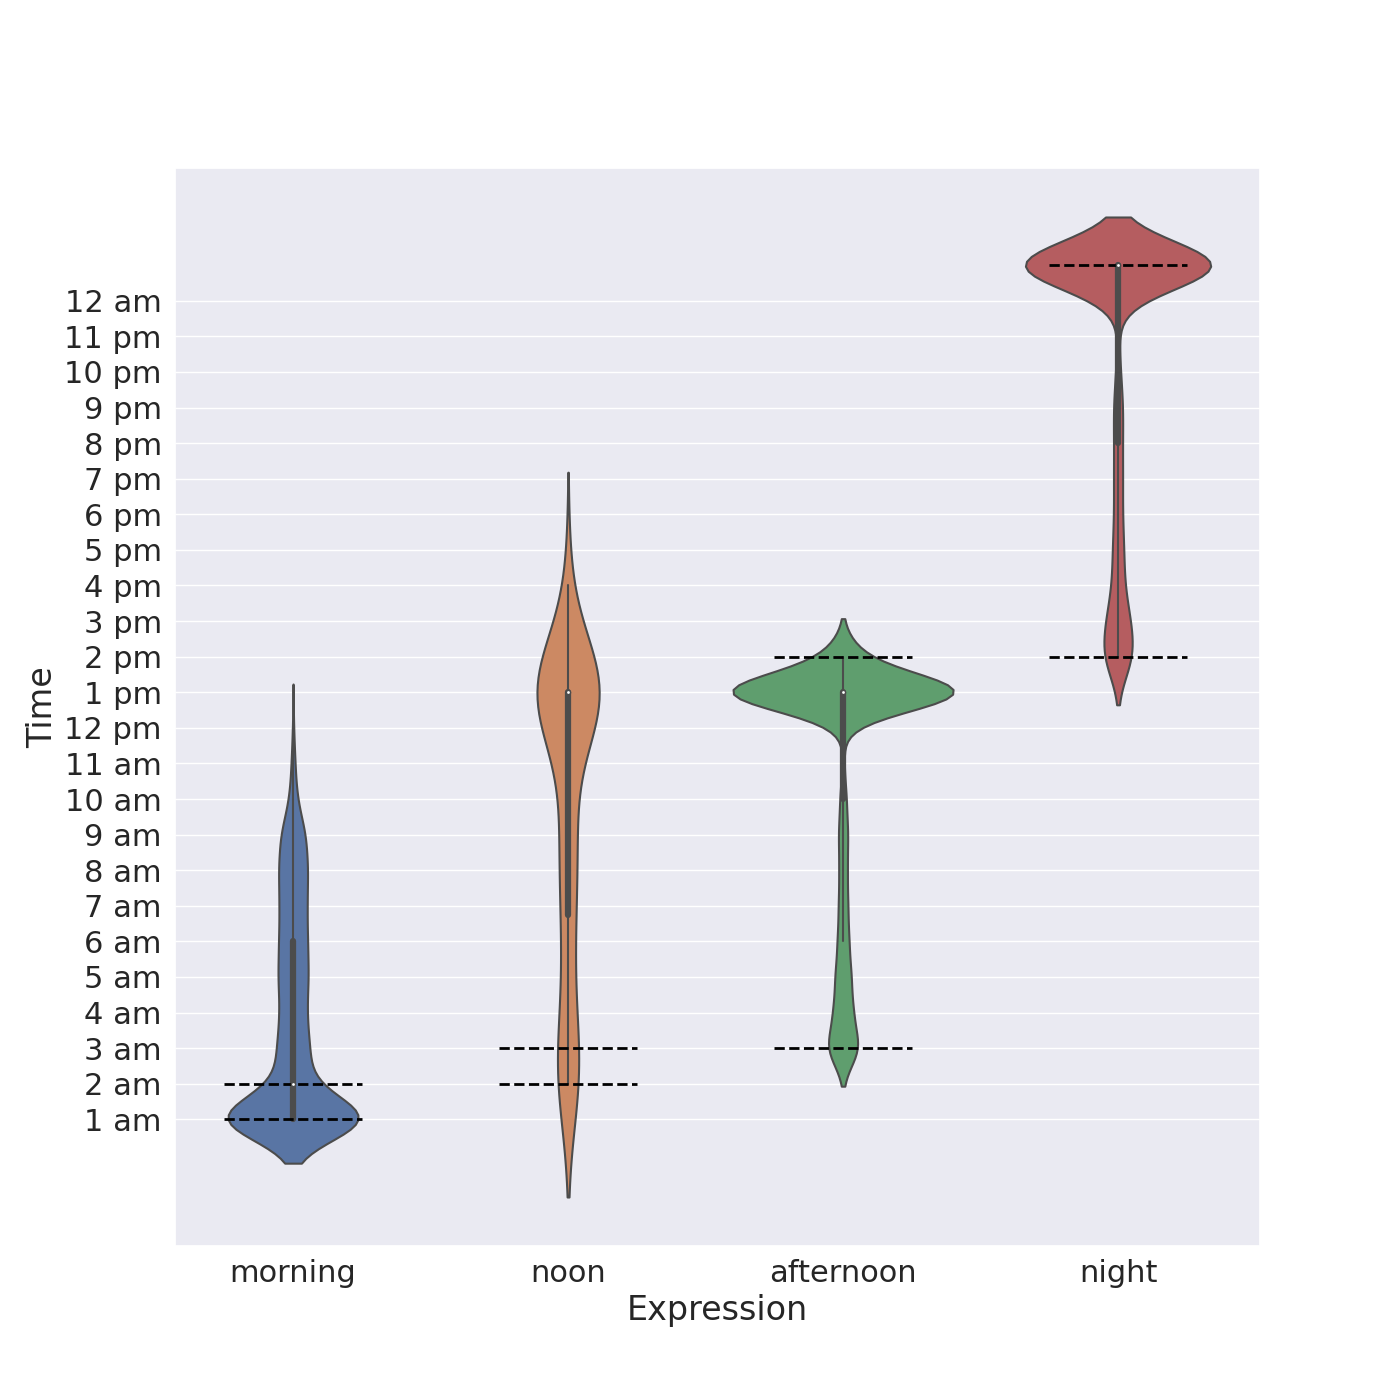 12 am
11 pm
10 pm
9 pm
8 pm
7 pm
6 pm
5 pm
4 pm
3 pm
2 pm
1 pm
12 pm
11 am
10 am
9 am
8 am
7 am
6 am
5 am
4 am
3 am
2 am
1 am
Time
morning noon afternoon night
Expression